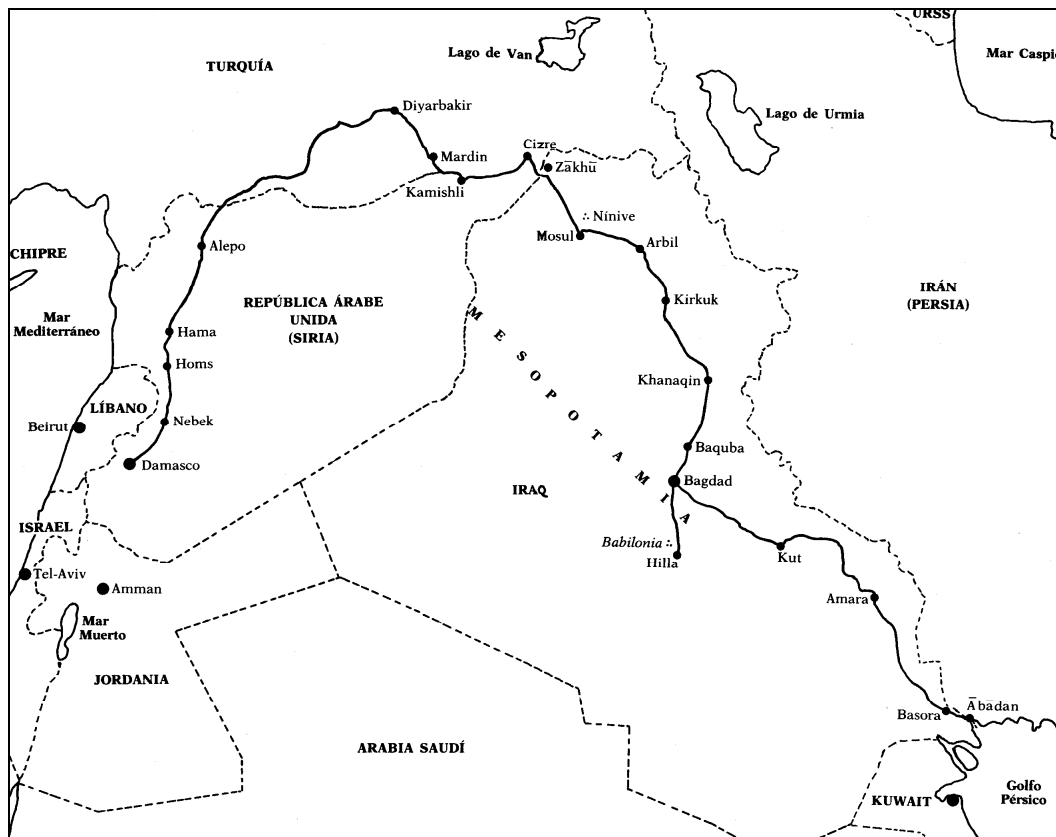 URSS
Lago de Van
Mar Caspio
TURQUÍA
Diyarbakir
Lago de Urmia
Cizre
Mardin
Zākhū
Kamishli
Nínive
Mosul
Arbil
Alepo
CHIPRE
IRÁN
(PERSIA)
REPÚBLICA ÁRABE
UNIDA
(SIRIA)
Kirkuk
Mar
Mediterráneo
MESOPOTAMIA
Hama
Homs
Khanaqin
LÍBANO
Beirut
Nebek
Baquba
Damasco
Bagdad
IRAQ
ISRAEL
Babilonia
Hilla
Kut
Tel-Aviv
Amman
Amara
Mar
Muerto
JORDANIA
Basora
Ābādan
ARABIA SAUDÍ
KUWAIT
Golfo
Pérsico